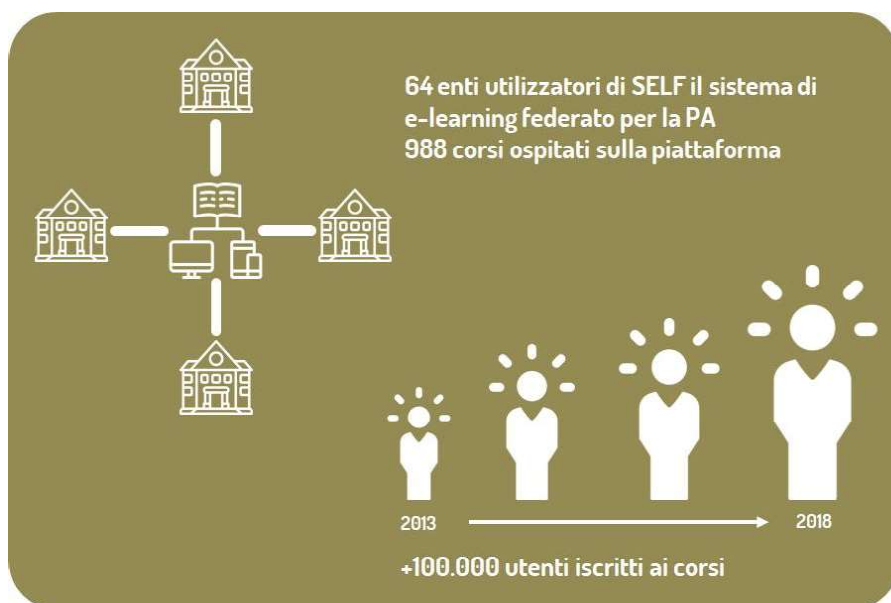 64 enti utilizzatori di SELF il sistema di
e-learning federato per la PA
988 corsi ospitati sulla piattaforma
2013
2018
+100.000 utenti iscritti ai corsi